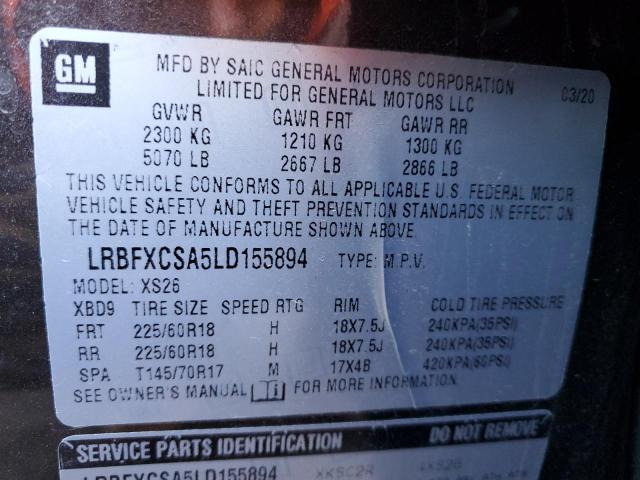 GM
MFD BY SAIC GENERAL MOTORS CORPORATION
LIMITED FOR GENERAL MOTORS LLC 03/20
GVWR GAWR FRT GAWR RR
2300 KG 1210 KG 1300 KG
5070 LB 2667 LB 2866 LB
THIS VEHICLE CONFORMS TO ALL APPLICABLE U.S. FEDERAL MOTOR
VEHICLE SAFETY AND THEFT PREVENTION STANDARDS IN EFFECT ON
THE DATE OF MANUFACTURE SHOWN ABOVE.
LRBFXCSA5LD155894 TYPE: M.P.V.
MODEL: XS26
XBD9 TIRE SIZE SPEED RTG RIM COLD TIRE PRESSURE
FRT 225/60R18 H 18X7.5J 240KPA(35PSI)
RR 225/60R18 H 18X7.5J 240KPA(35PSI)
SPA T145/70R17 M 17X4B 420KPA(60PSI)
SEE OWNER'S MANUAL FOR MORE INFORMATION.
SERVICE PARTS IDENTIFICATION DO NOT REMOVE
LRBFXCSA5LD155894 XKSC2R